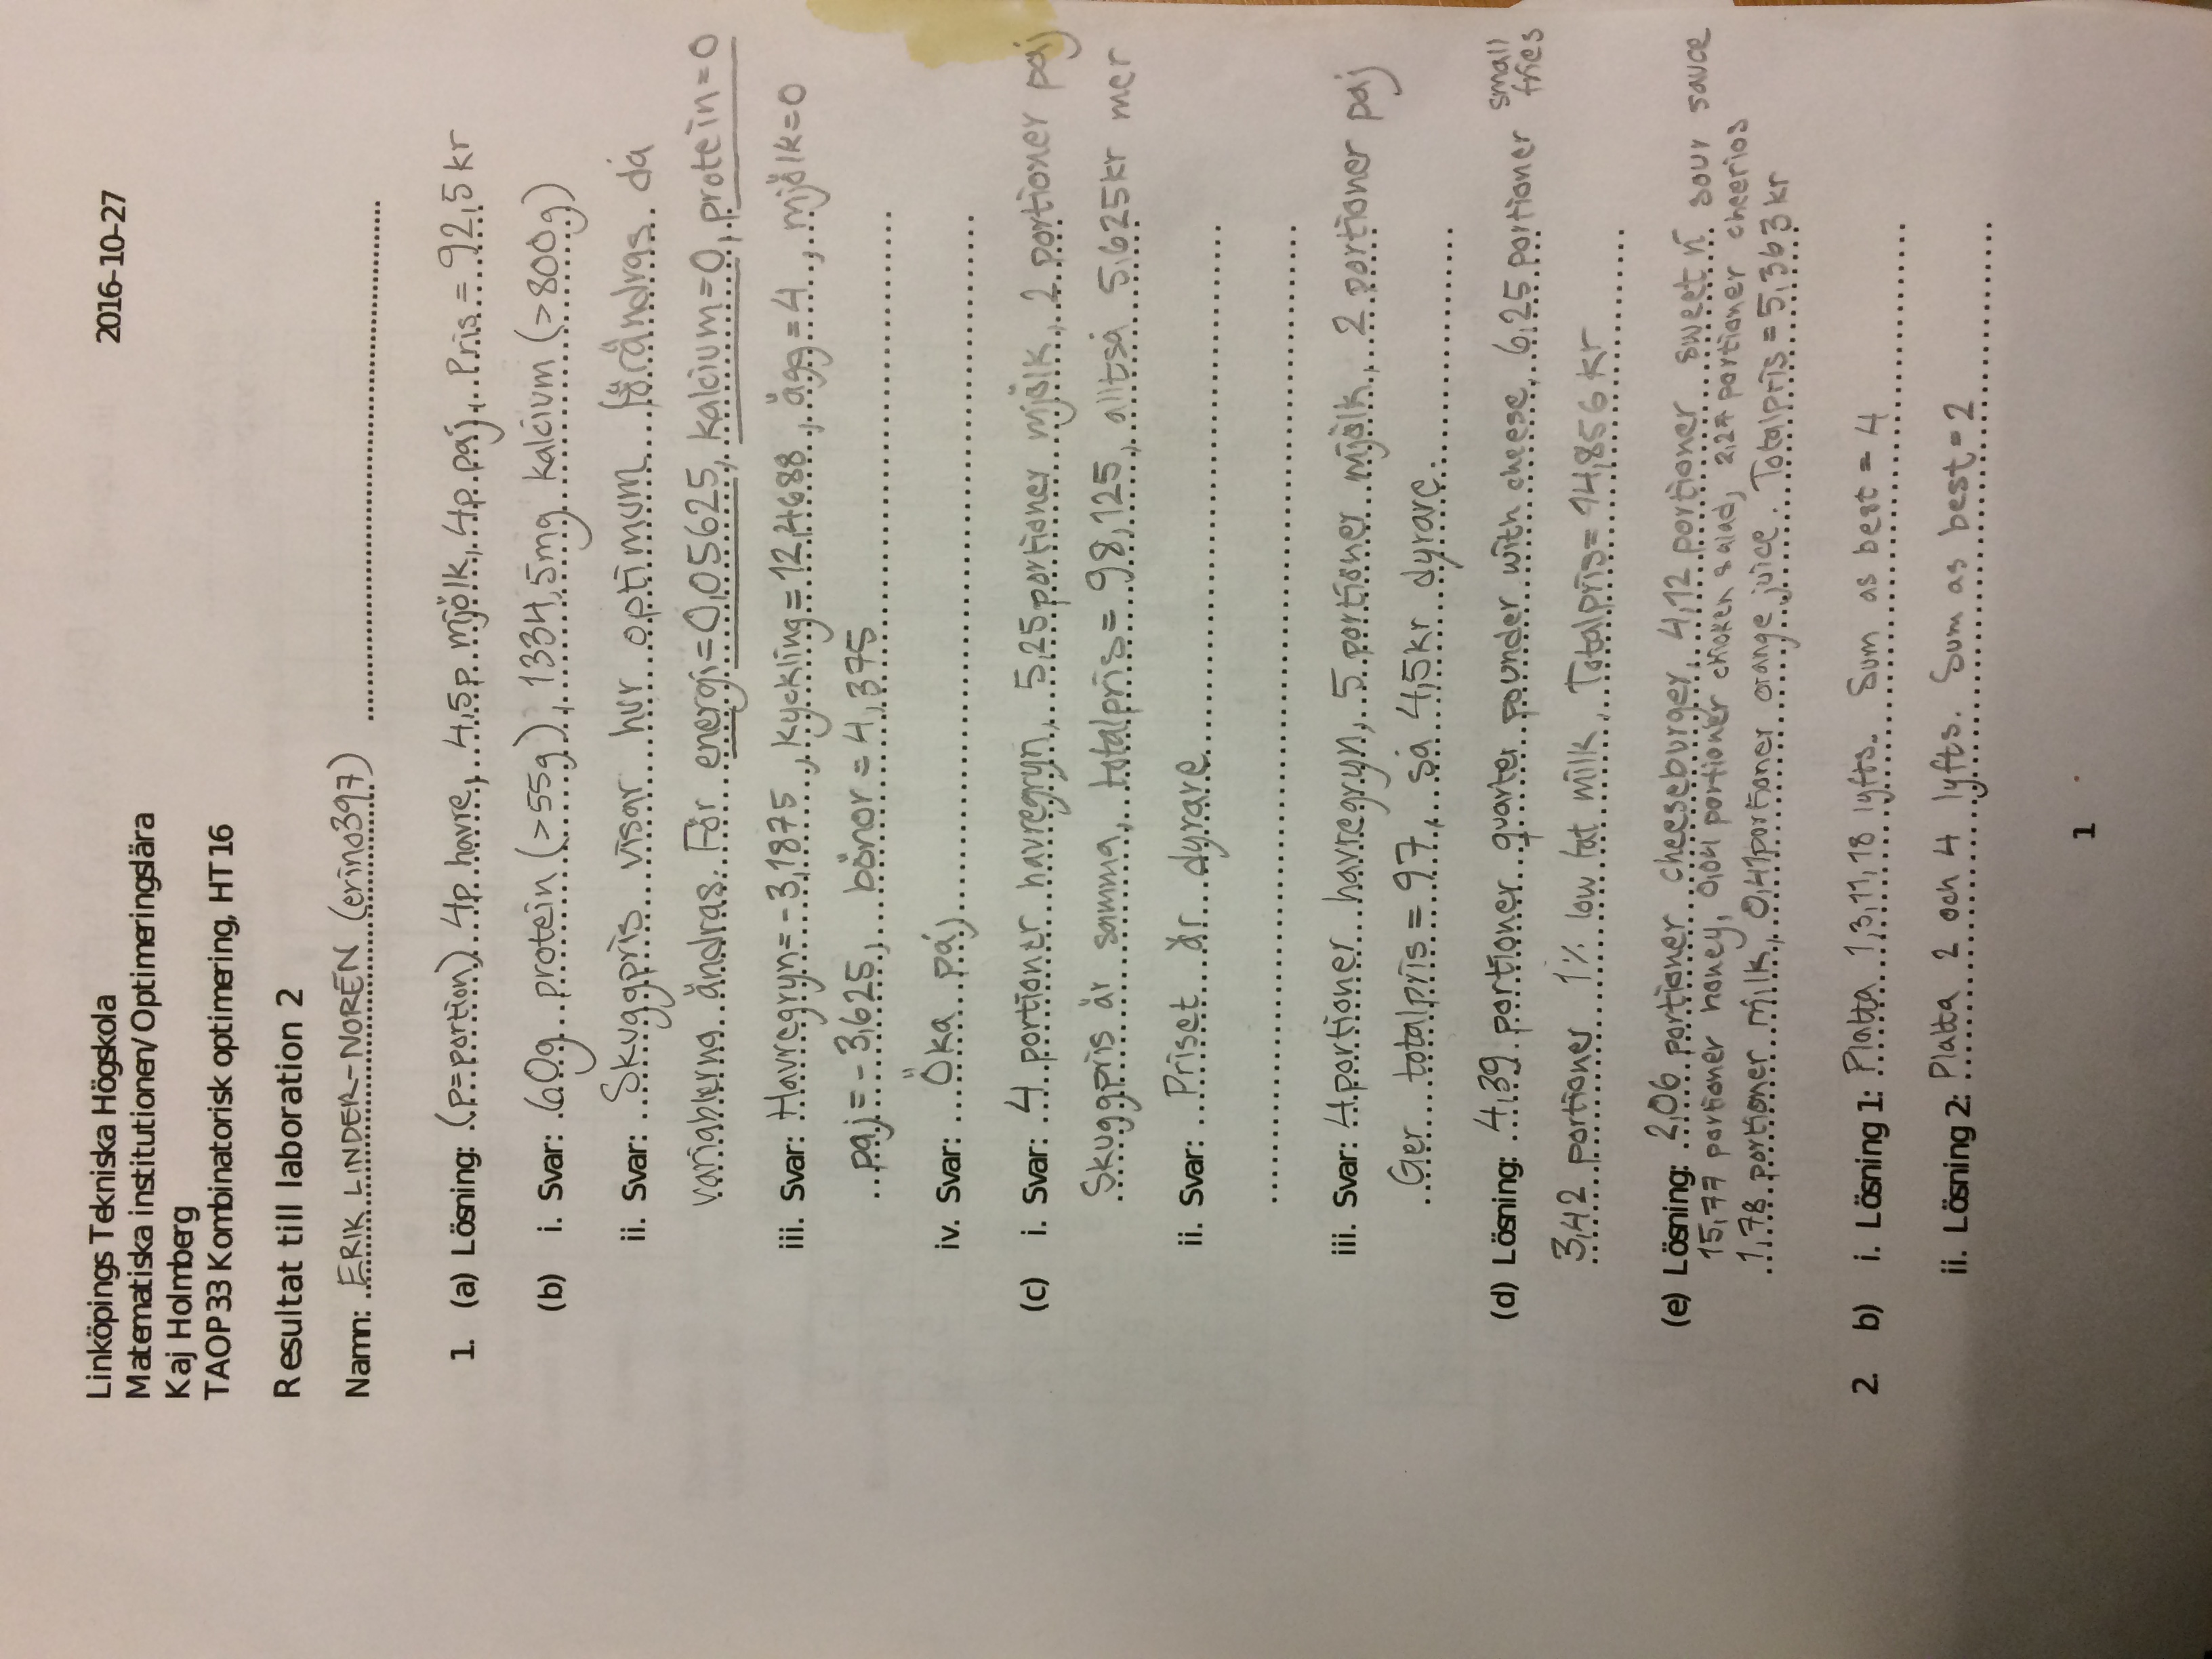 Linköpings Tekniska Högskola 2016-10-27
Matematiska institutionen/Optimeringslära
Kaj Holmberg
TAOP33 Kombinatorisk optimering, HT16
Resultat till laboration 2
Namn: ERIK LINDER-NORÉN (erino397)
1. (a) Lösning: (p=portion) 4p havre, 4,5p mjölk, 4p paj, Pris = 92,5 kr
(b) i. Svar: 60g protein (>55g), 1334,5mg kalcium (>800g)
ii. Svar: Skuggpris visar hur optimum förändras då
variablerna ändras. För energi=0,05625, kalcium=0, protein=0
iii. Svar: Havregryn=-3,1875, kyckling=12,4688, ägg=4, mjölk=0
paj=-3,625, bönor=4,375
iv. Svar: Öka paj
(c) i. Svar: 4 portioner havregryn, 5,25 portioner mjölk, 2 portioner paj
Skuggpris är samma, totalpris = 98,125, alltså 5,625kr mer
ii. Svar: Priset är dyrare
iii. Svar: 4 portioner havregryn, 5 portioner mjölk, 2 portioner paj
Ger totalpris = 97, så 4,5kr dyrare.
(d) Lösning: 4,39 portioner quarter pounder with cheese, 6,25 portioner small fries
3,42 portioner 1% low fat milk, Totalpris= 14,856 kr
(e) Lösning: 2,06 portioner cheeseburger, 4,12 portioner sweet n sour sauce
15,77 portioner honey, 0,04 portioner chicken salad, 2,27 portioner cheerios
1,78 portioner milk, 0,41portioner orange juice. Totalpris = 5,363 kr
2. b) i. Lösning 1: Platta 1,3,11,18 lyfts. Sum as best = 4
ii. Lösning 2: Platta 2 och 4 lyfts. Sum as best = 2
1